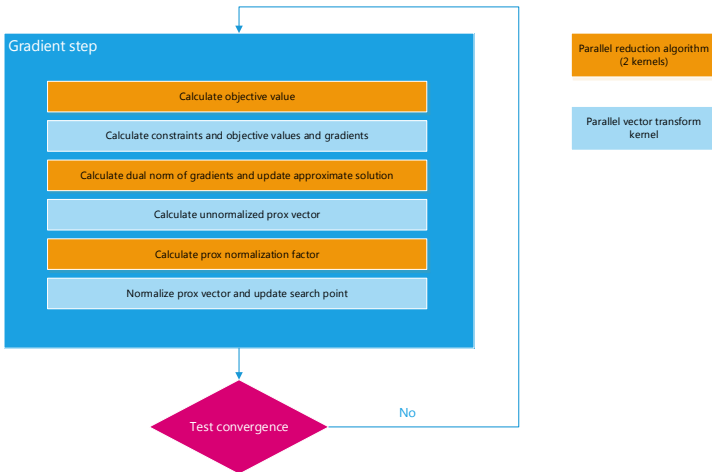 Gradient step
Calculate objective value
Calculate constraints and objective values and gradients
Calculate dual norm of gradients and update approximate solution
Calculate unnormalized prox vector
Calculate prox normalization factor
Normalize prox vector and update search point
Test convergence
No
Parallel reduction algorithm
(2 kernels)
Parallel vector transform
kernel